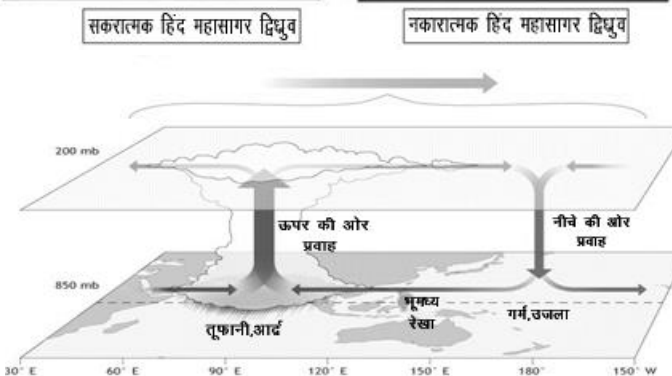 सकरात्मक हिंद महासागर द्विध्रुव
नकारात्मक हिंद महासागर द्विध्रुव
200 mb
ऊपर की ओर
प्रवाह
नीचे की ओर
प्रवाह
850 mb
भूमध्य
रेखा
तूफानी,आर्द्र
गर्म,उजला
30° E 60° E 90° E 120° E 150° E 180° 150° W